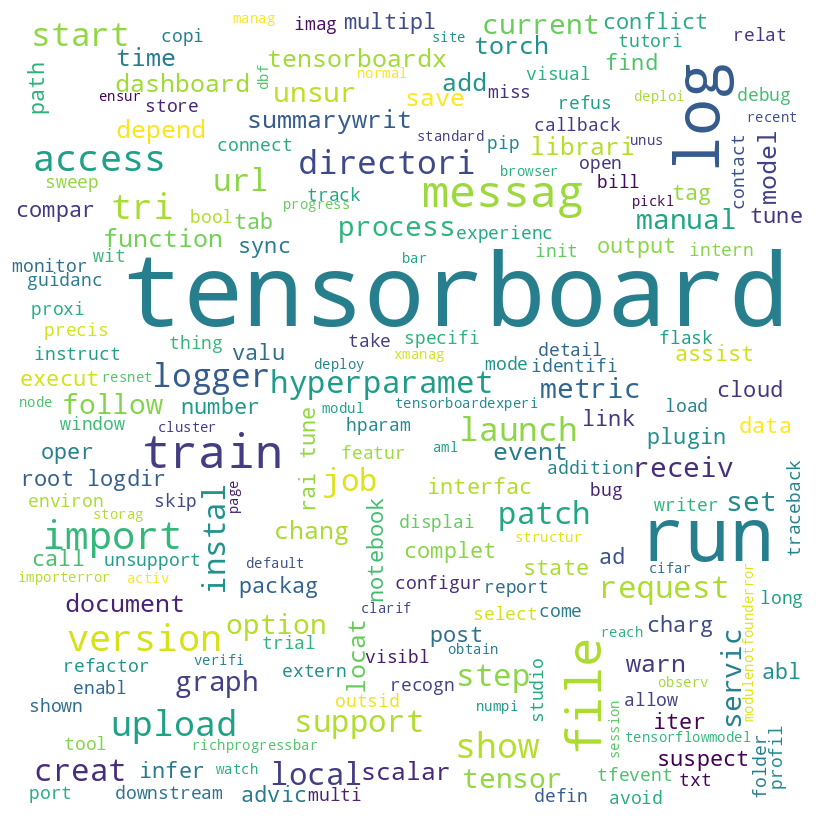 manag
copi
imag
multipl
current
conflict
start
time
tensorboardx
site
torch
tutori
relat
log
path
ensur
dashboard
dbf
normal
add
visual
find
store
unsur
save
miss
refus
deploi
debug
depend
summarywrit
callback
recent
connect
standard
pip
librari
unus
access
directori
open
contact
model
sweep
url
browser
bill
track
messag
pickl
tag
compar
tri
bool
tab
progress
process
experienc
manual
tune
function
sync
init
output
intern
monitor
wit
bar
guidanc
tensorboard
proxi
precis
thing
take
specifi
flask
instruct
valu
xmanag
detail
assist
execut
resnet
logger
deploy
mode
identifi
hyperparamet
metric
cloud
node
follow
number
modul
tensorboardexperi
link
load
window
cluster
rai tune
hparam
launch
data
oper
train
featur
aml
event
plugin
root logdir
job
addition
receiv
page
interfac
bug
traceback
environ
skip
instal
notebook
writer
set
storag
import
chang
displai
patch
run
structur
call
unsupport
default
complet
state
ad
cifar
importerror
activ
packag
configur
report
request
modulenotfounderror
long
document
clarif
select
come
version
option
post
charg
trial
locat
obtain
reach
servic
refactor
verifi
visibl
file
warn
abl
enabl
graph
extern
recogn
step
studio
observ
shown
outsid
numpi
allow
upload
support
iter
session
tensorflowmodel
tool
richprogressbar
show
suspect
folder
profil
creat
infer
watch
local
scalar
tensor
tfevent
txt
port
downstream
advic
multi
defin
avoid